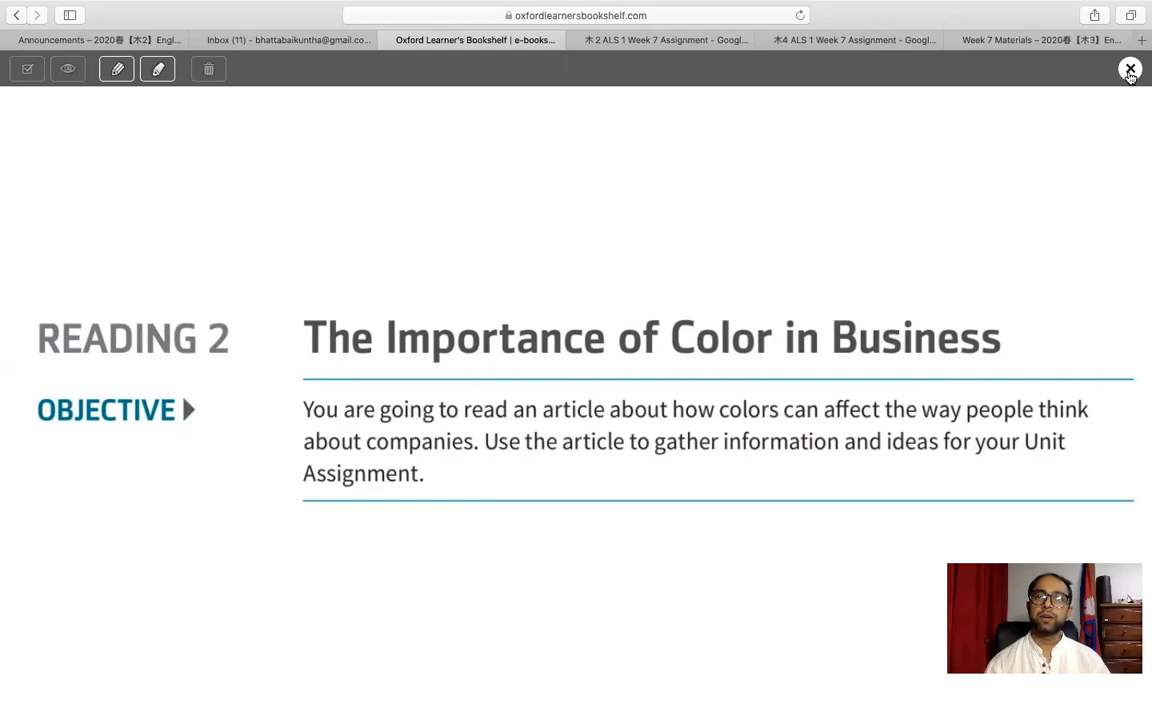 oxfordlearnersbookshelf.com
Announcements – 2020春【木2】Engl...
Inbox (11) - bhattabaikuntha@gmail.co...
Oxford Learner's Bookshelf | e-books...
木2 ALS 1 Week 7 Assignment - Googl...
木4 ALS 1 Week 7 Assignment - Googl...
Week 7 Materials – 2020春【木3】En...
READING 2
The Importance of Color in Business
OBJECTIVE
You are going to read an article about how colors can affect the way people think
about companies. Use the article to gather information and ideas for your Unit
Assignment.